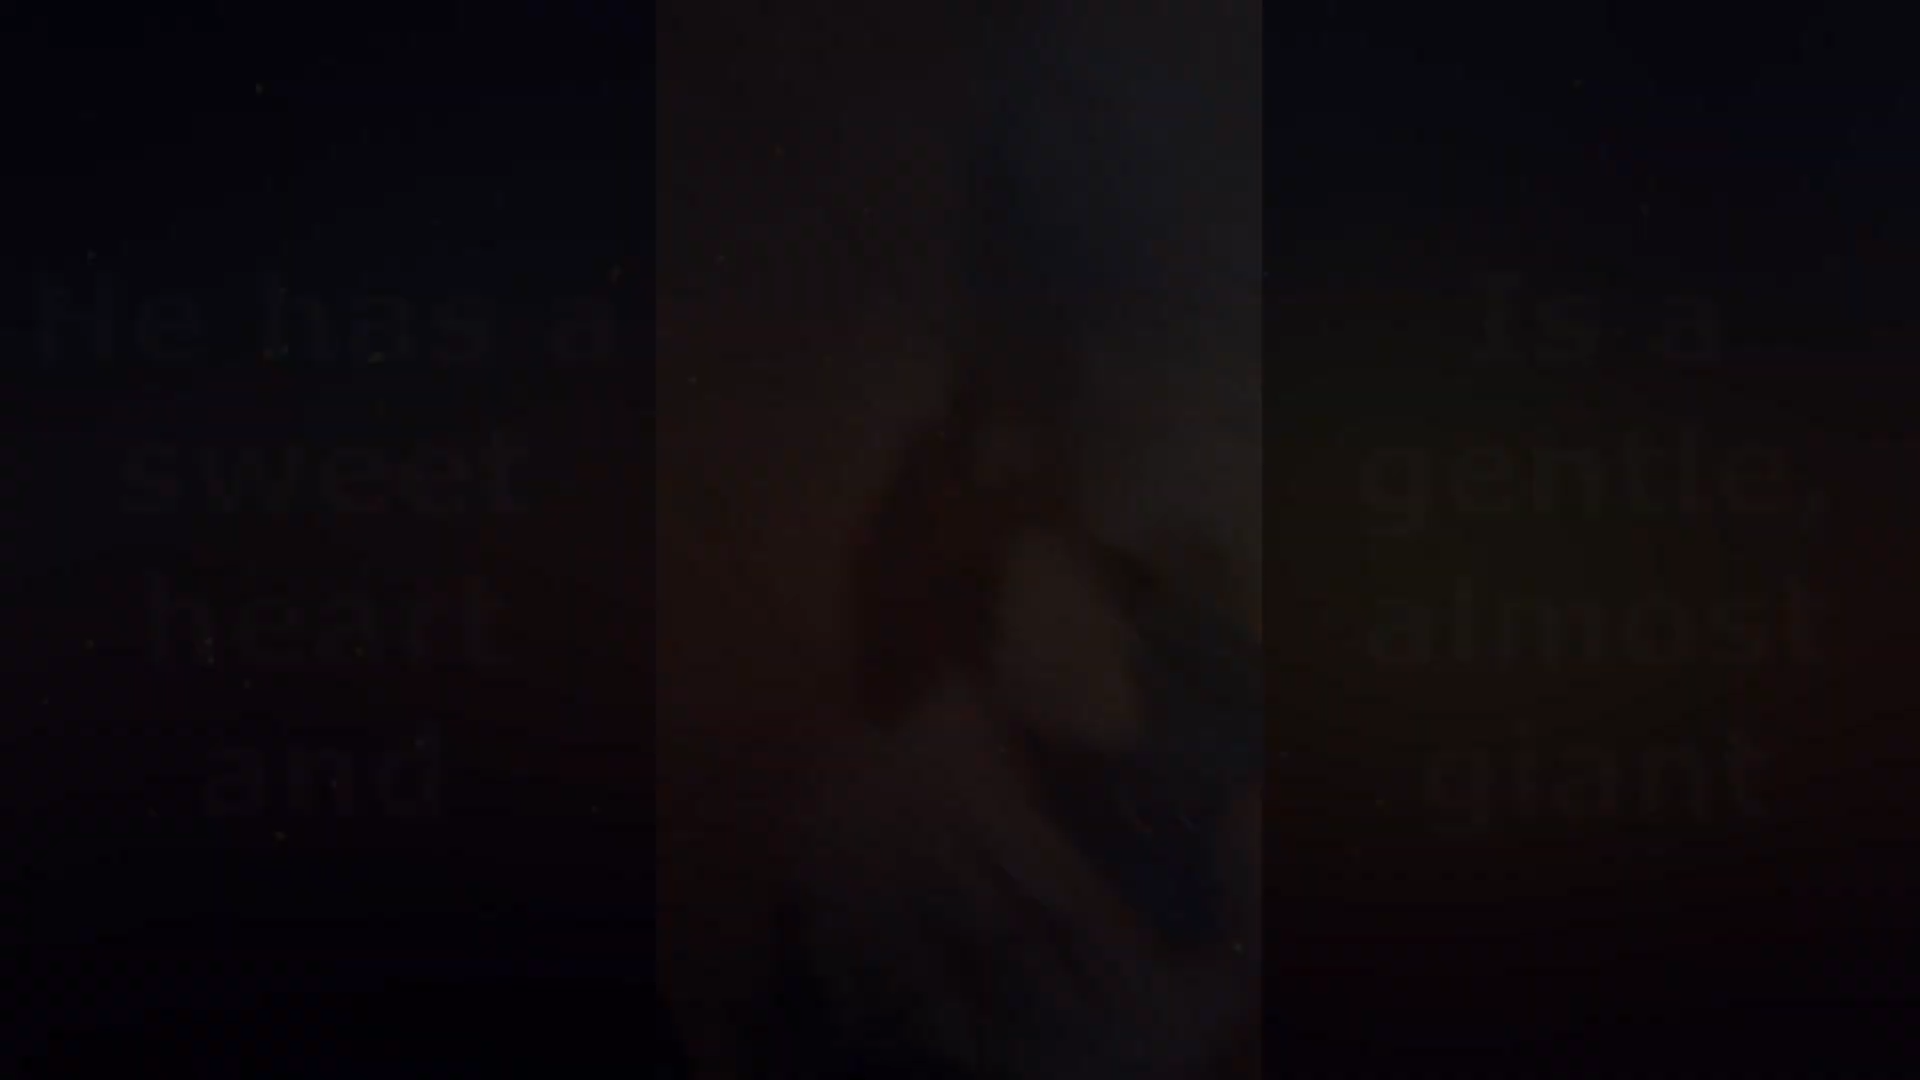 He has a
sweet
heart
and
Is a
gentle,
almost
giant